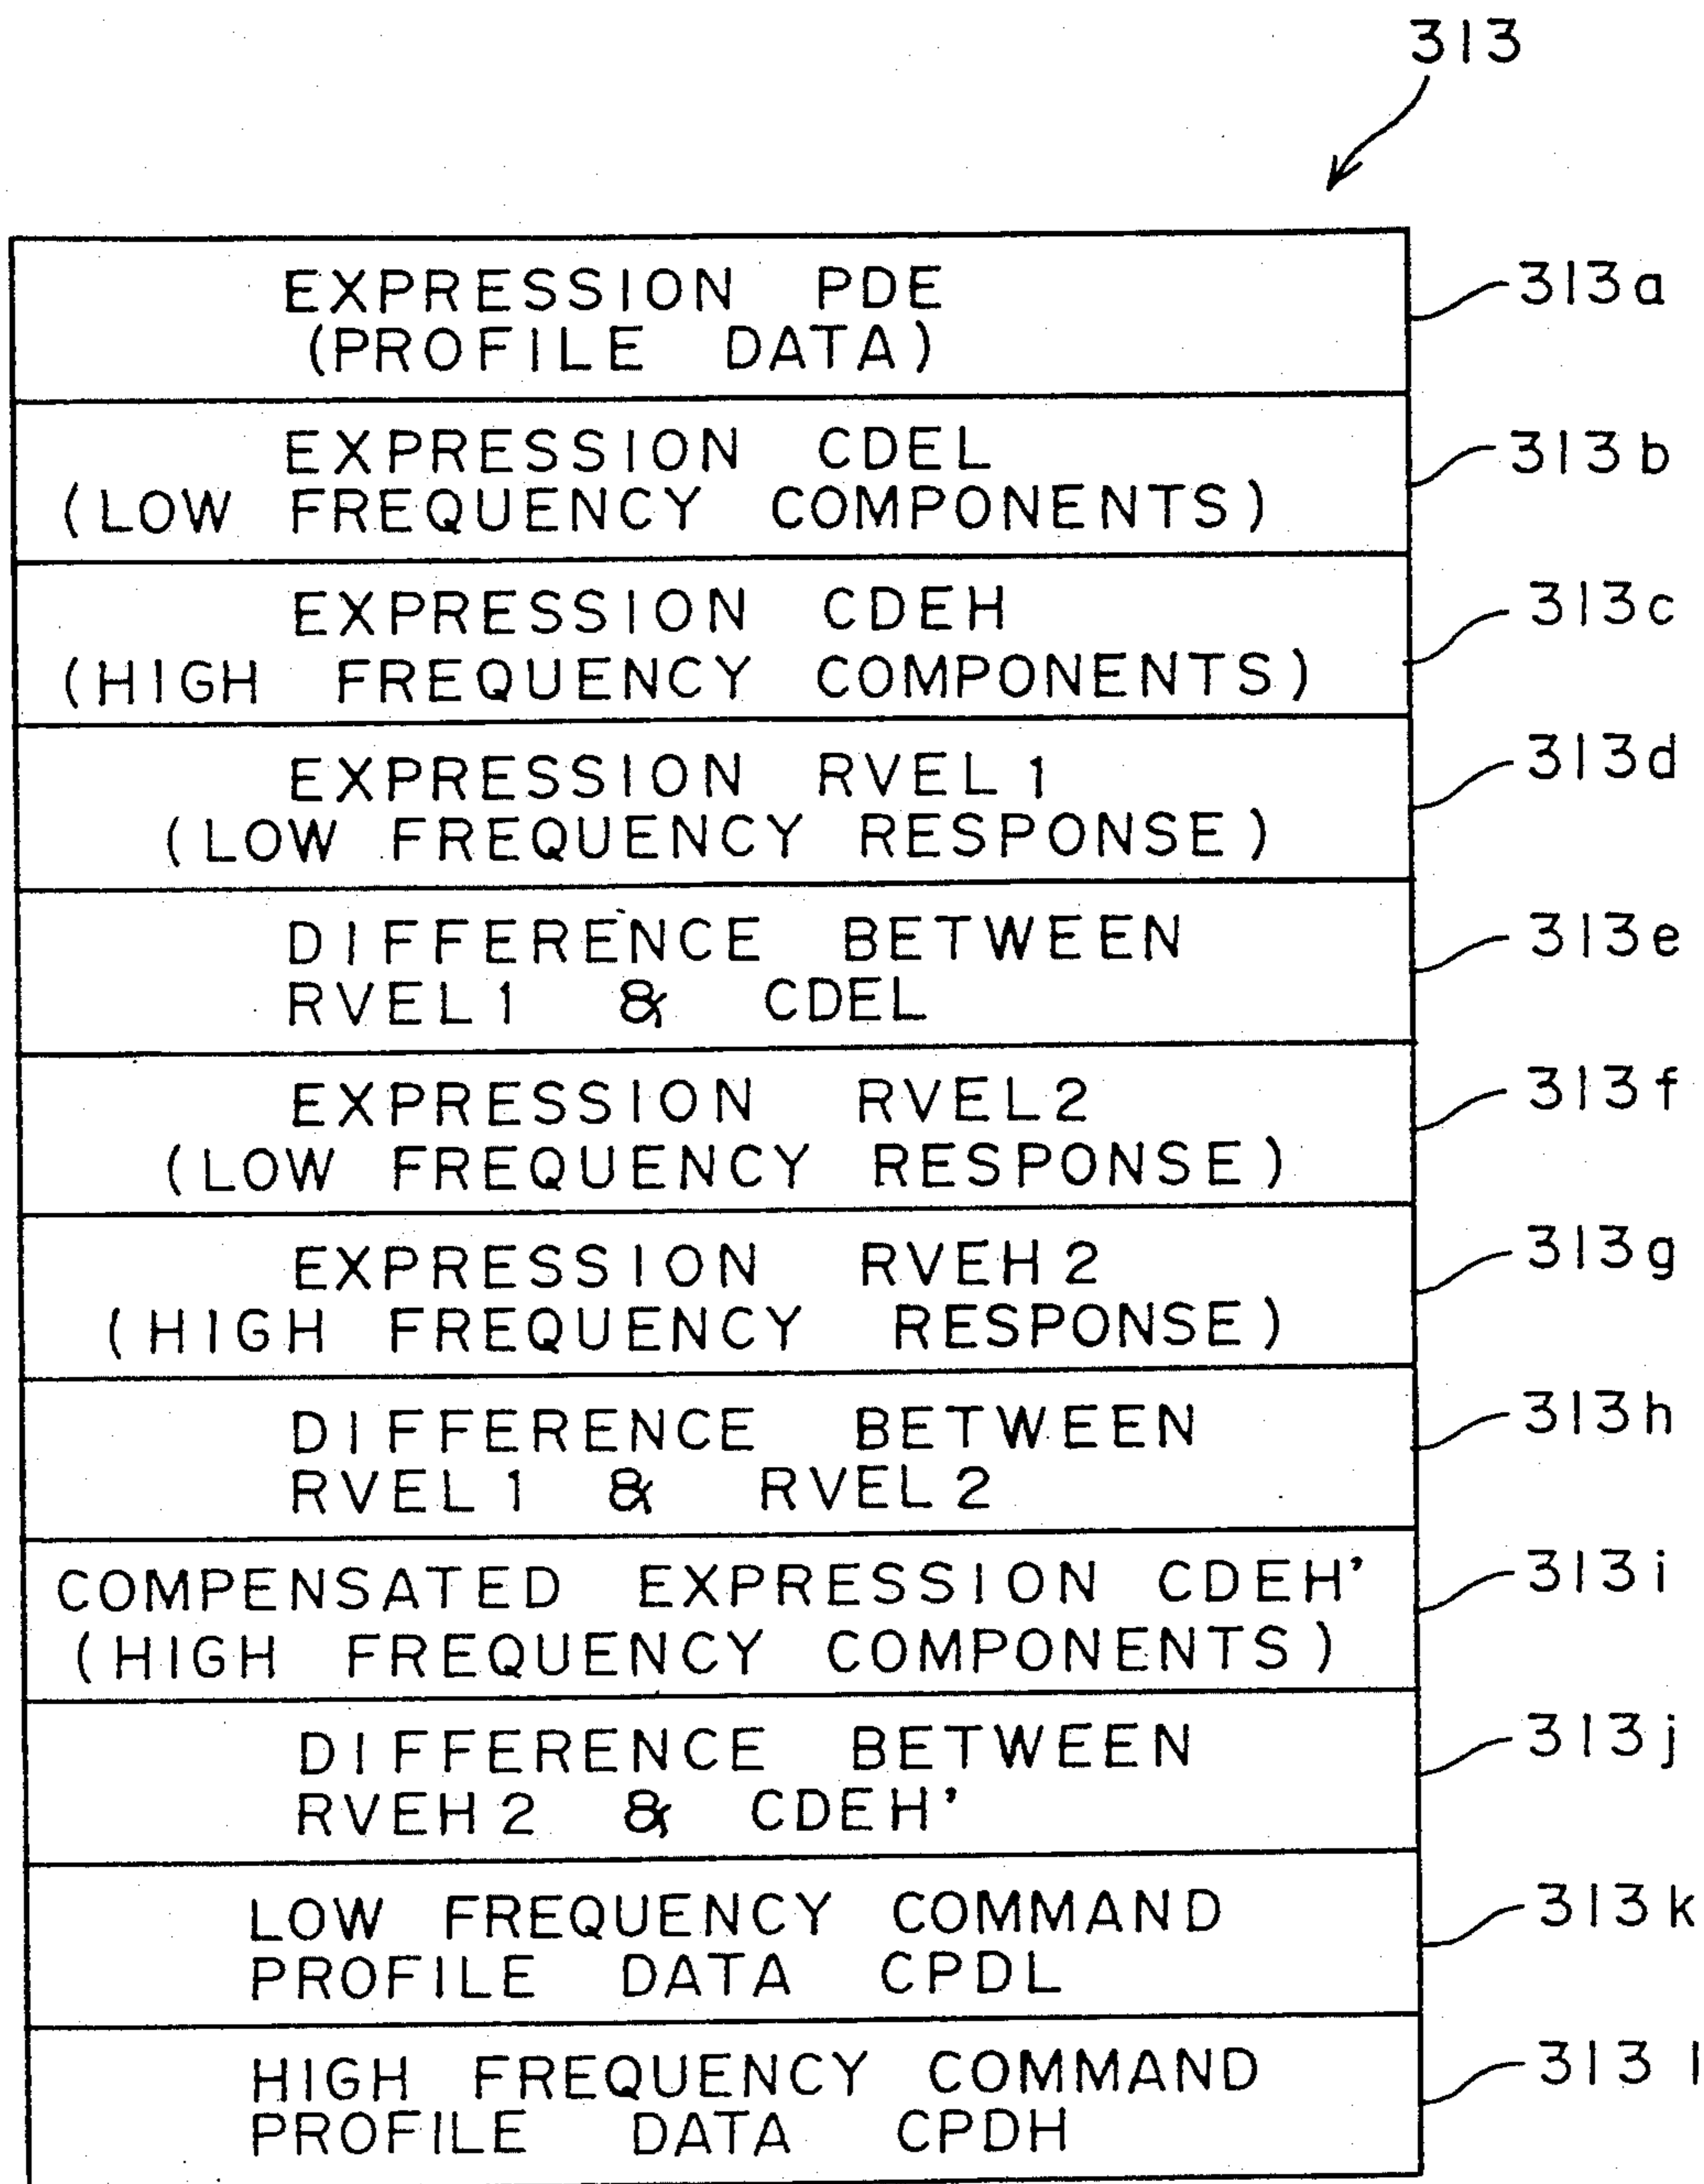 313
EXPRESSION PDE
(PROFILE DATA)
313a
EXPRESSION CDEL
(LOW FREQUENCY COMPONENTS)
313b
EXPRESSION CDEH
(HIGH FREQUENCY COMPONENTS)
313c
EXPRESSION RVEL1
(LOW FREQUENCY RESPONSE)
313d
DIFFERENCE BETWEEN
RVEL1 & CDEL
313e
EXPRESSION RVEL2
(LOW FREQUENCY RESPONSE)
313f
EXPRESSION RVEH2
(HIGH FREQUENCY RESPONSE)
313g
DIFFERENCE BETWEEN
RVEL1 & RVEL2
313h
COMPENSATED EXPRESSION CDEH'
(HIGH FREQUENCY COMPONENTS)
313i
DIFFERENCE BETWEEN
RVEH2 & CDEH'
313j
LOW FREQUENCY COMMAND
PROFILE DATA CPDL
313k
HIGH FREQUENCY COMMAND
PROFILE DATA CPDH
313l